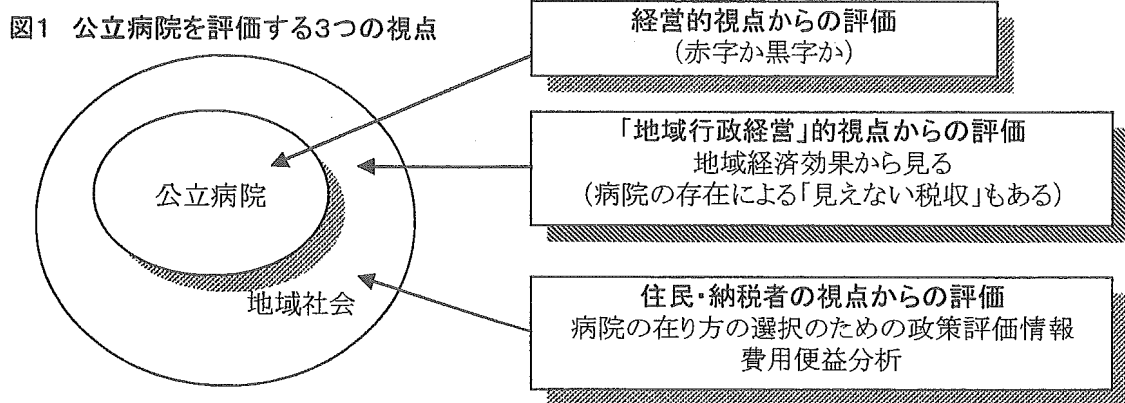 図1 公立病院を評価する3つの視点
経営的視点からの評価
(赤字か黒字か)
「地域行政経営」的視点からの評価
地域経済効果から見る
(病院の存在による「見えない税収」もある)
公立病院
地域社会
住民・納税者の視点からの評価
病院の在り方の選択のための政策評価情報
費用便益分析